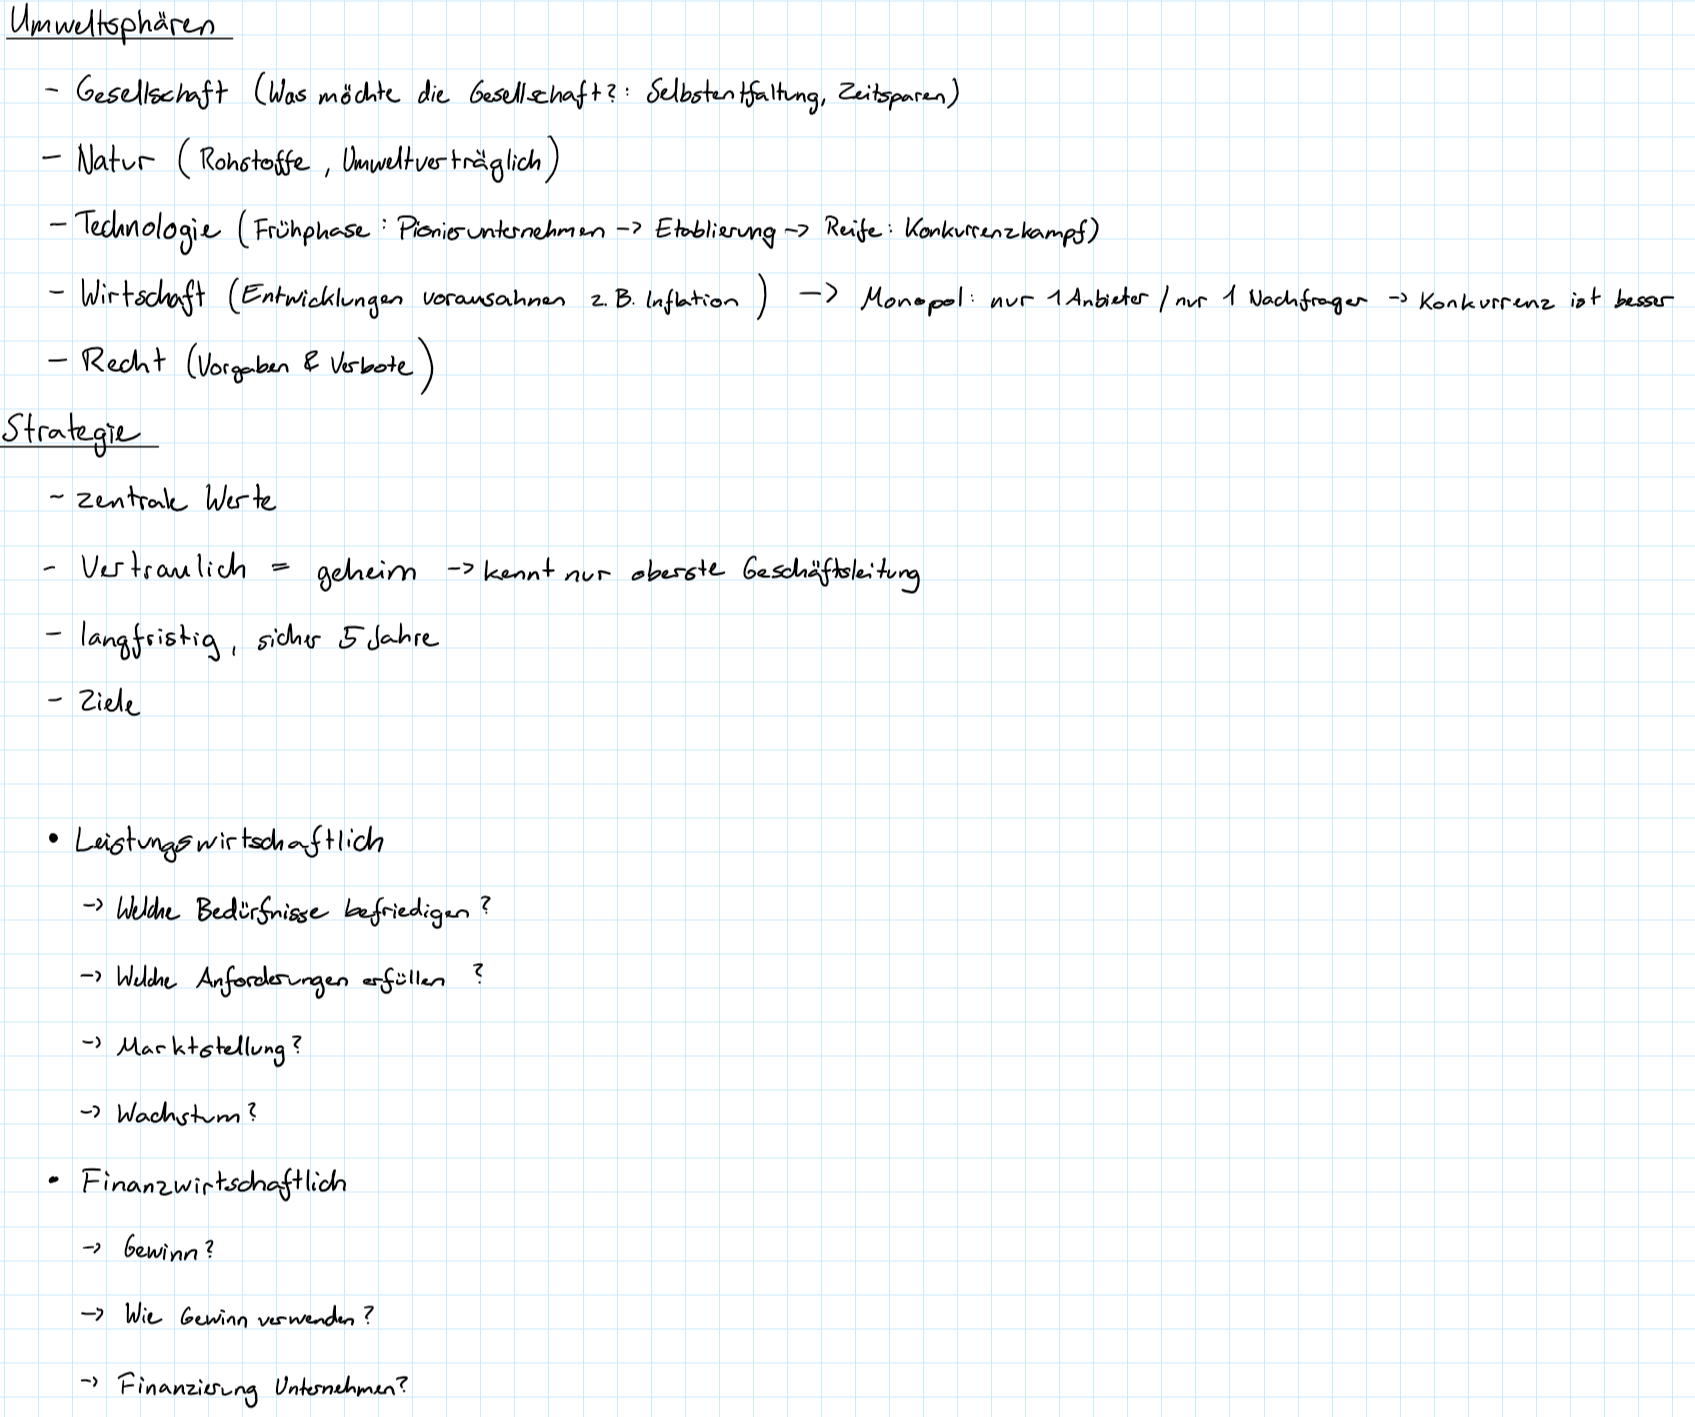 Umweltsphären
- Gesellschaft (Was möchte die Gesellschaft?: Selbstentfaltung, Zeitsparen)
- Natur (Rohstoffe, Umweltverträglich)
- Technologie (Frühphase: Pionierunternehmen -> Etablierung -> Reife: Konkurrenzkampf)
- Wirtschaft (Entwicklungen vorausahnen z.B. Inflation) -> Monopol: nur 1 Anbieter / nur 1 Nachfrager -> Konkurrenz ist besser
- Recht (Vorgaben & Verbote)
Strategie
- zentrale Werte
- Vertraulich = geheim -> kennt nur oberste Geschäftsleitung
- langfristig, sicher 5 Jahre
- Ziele
• Leistungswirtschaftlich
-> Welche Bedürfnisse befriedigen?
-> Welche Anforderungen erfüllen?
-> Marktstellung?
-> Wachstum?
• Finanzwirtschaftlich
-> Gewinn?
-> Wie Gewinn verwenden?
-> Finanzierung Unternehmen?